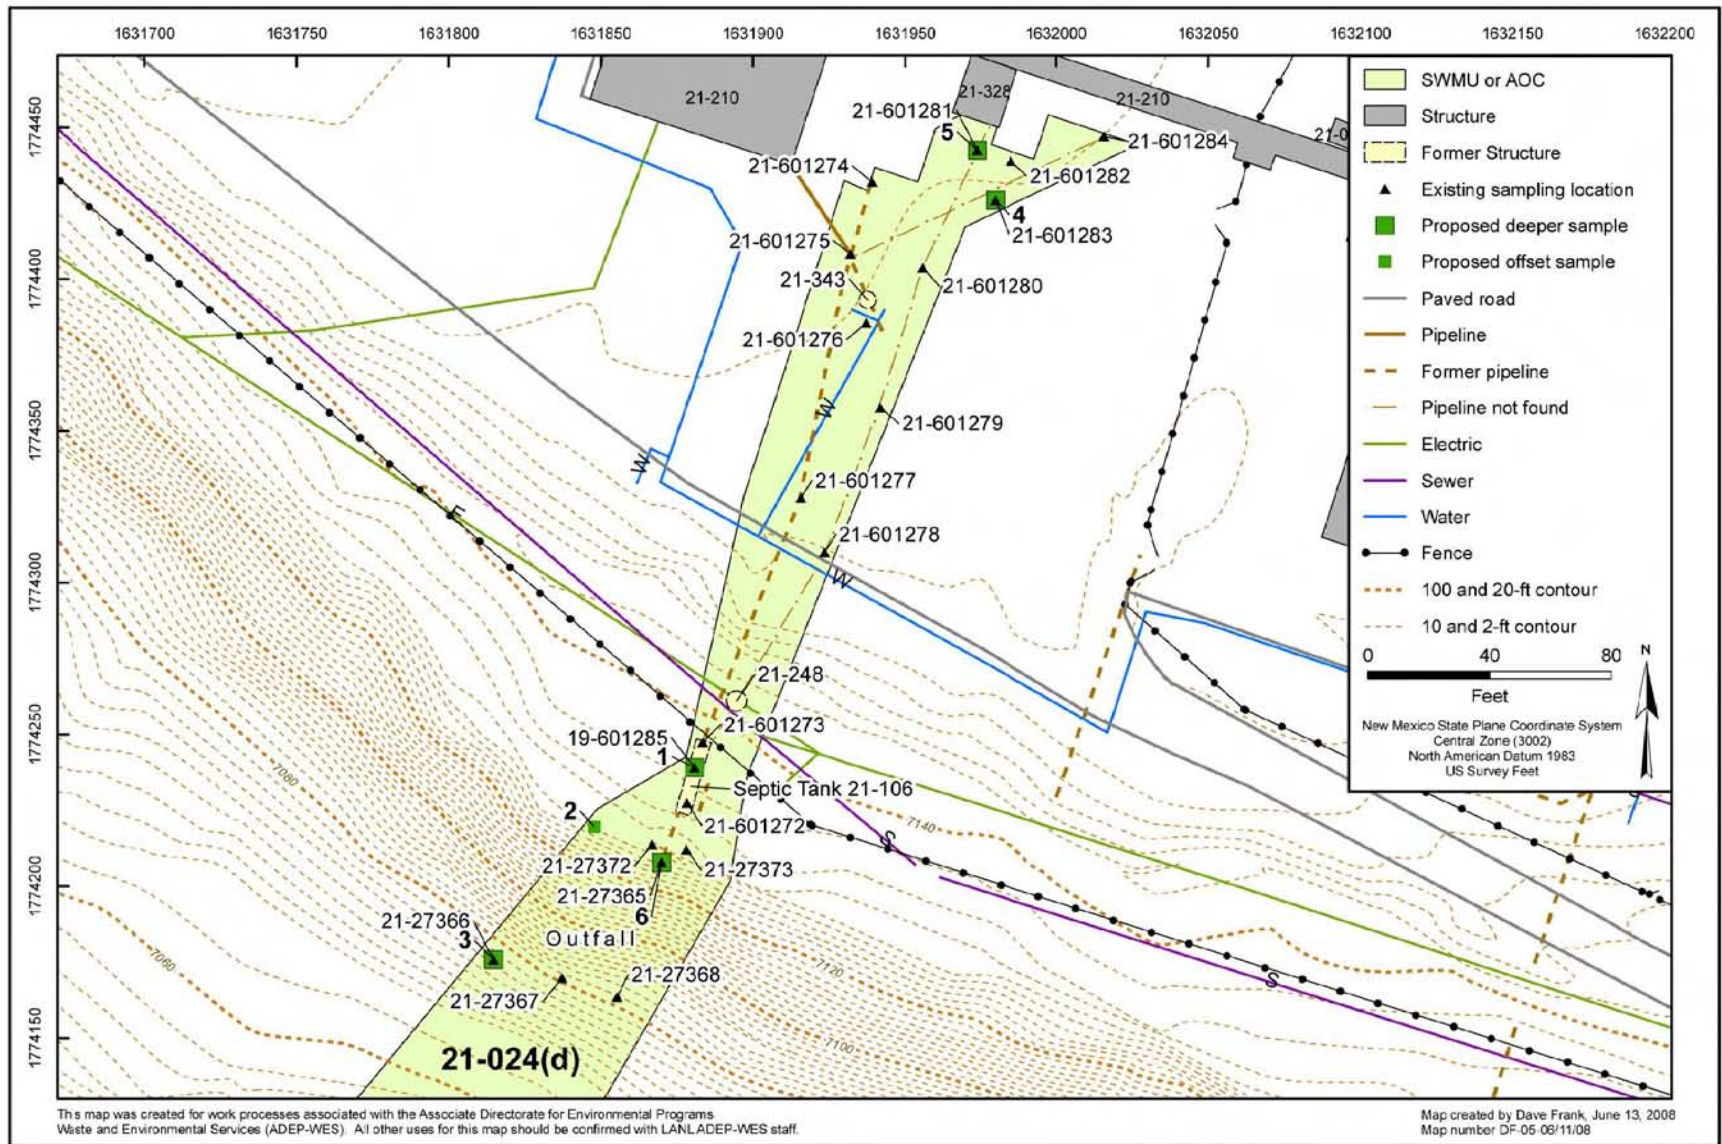 1631700 1631750 1631800 1631850 1631900 1631950 1632000 1632050 1632100 1632150 1632200
1774450
1774400
1774350
1774300
1774250
1774200
1774150
21-210
21-328
21-210
21-0
21-601281
5
21-601284
21-601274
21-601282
4
21-601283
21-601275
21-343
21-601280
21-601276
W
21-601279
W
21-601277
21-601278
W
E
21-248
21-601273
19-601285
1
Septic Tank 21-106
2
21-601272
7080
7140
S
21-27372
21-27373
21-27365
6
21-27366
3
Outfall
7060
7120
21-27368
21-27367
S
7100
21-024(d)
SWMU or AOC
Structure
Former Structure
Existing sampling location
Proposed deeper sample
Proposed offset sample
Paved road
Pipeline
Former pipeline
Pipeline not found
Electric
Sewer
Water
Fence
100 and 20-ft contour
10 and 2-ft contour
0 40 80
Feet
N
New Mexico State Plane Coordinate System
Central Zone (3002)
North American Datum 1983
US Survey Feet
This map was created for work processes associated with the Associate Directorate for Environmental Programs
Waste and Environmental Services (ADEP-WES). All other uses for this map should be confirmed with LANL ADEP-WES staff.
Map created by Dave Frank, June 13, 2008
Map number DF-05-06/11/08